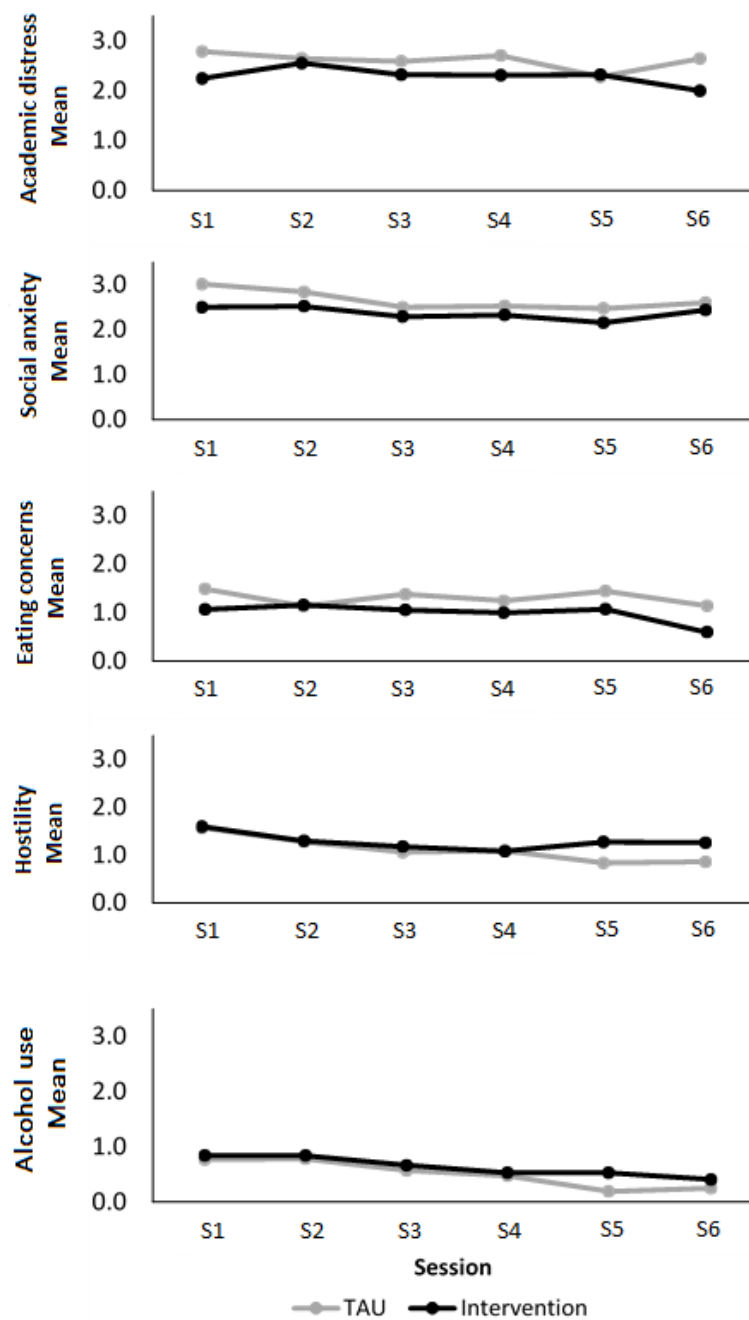 Academic distress
Mean
3.0
2.0
1.0
0.0
S1 S2 S3 S4 S5 S6
Social anxiety
Mean
3.0
2.0
1.0
0.0
S1 S2 S3 S4 S5 S6
Eating concerns
Mean
3.0
2.0
1.0
0.0
S1 S2 S3 S4 S5 S6
Hostility
Mean
3.0
2.0
1.0
0.0
S1 S2 S3 S4 S5 S6
Alcohol use
Mean
3.0
2.0
1.0
0.0
S1 S2 S3 S4 S5 S6
Session
TAU Intervention